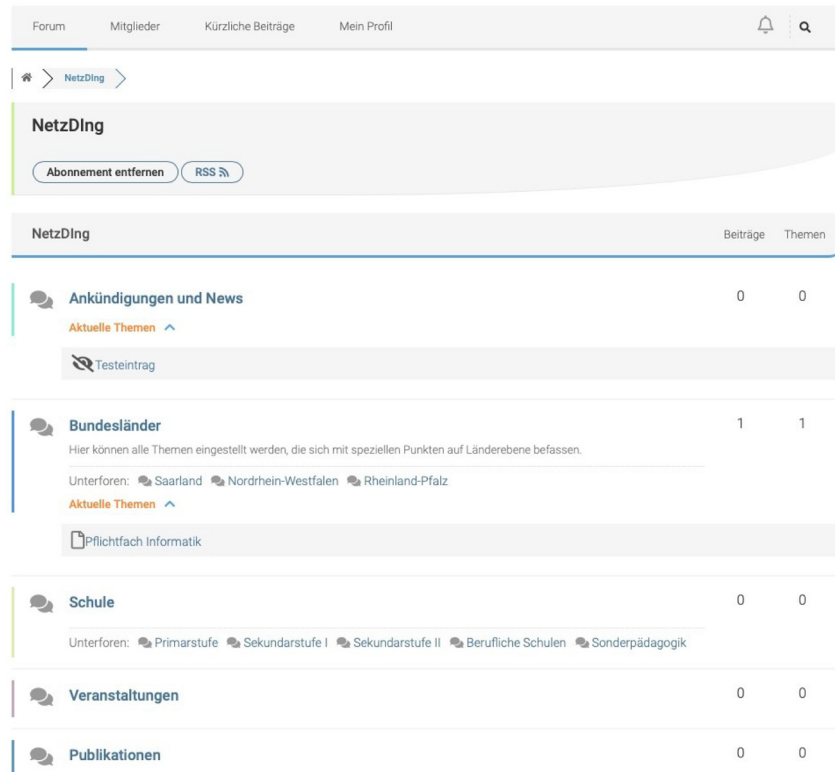 Forum Mitglieder Kürzliche Beiträge Mein Profil
NetzDIng
NetzDIng
Abonnement entfernen RSS
NetzDIng Beiträge Themen
Ankündigungen und News 0 0
Aktuelle Themen
Testeintrag
Bundesländer 1 1
Hier können alle Themen eingestellt werden, die sich mit speziellen Punkten auf Länderebene befassen.
Unterforen: Saarland Nordrhein-Westfalen Rheinland-Pfalz
Aktuelle Themen
Pflichtfach Informatik
Schule 0 0
Unterforen: Primarstufe Sekundarstufe I Sekundarstufe II Berufliche Schulen Sonderpädagogik
Veranstaltungen 0 0
Publikationen 0 0